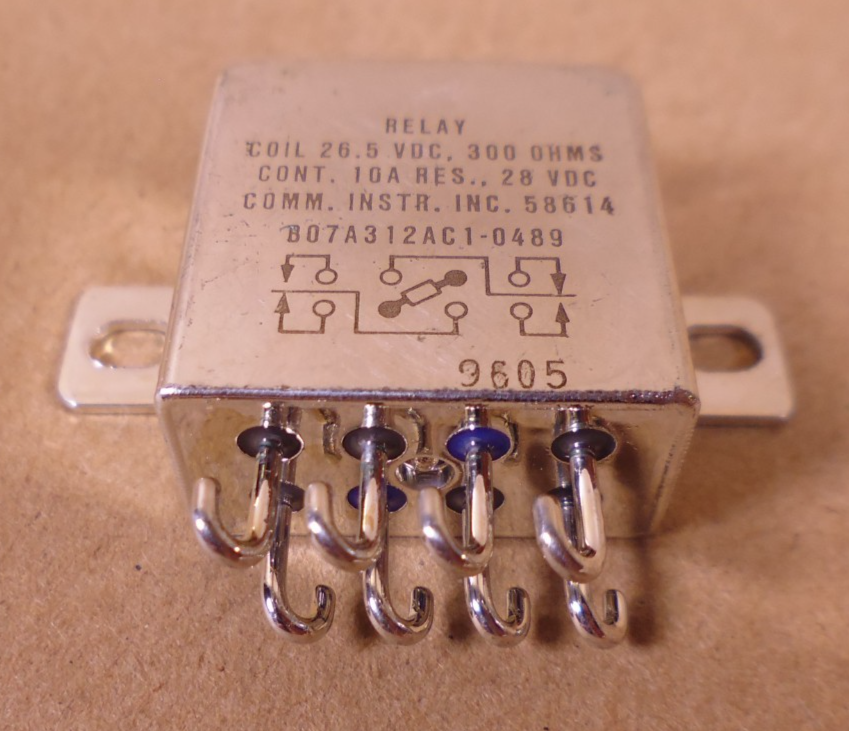 RELAY
COIL 26.5 VDC, 300 OHMS
CONT. 10A RES., 28 VDC
COMM. INSTR. INC. 58614
B07A312AC1-0489
9605